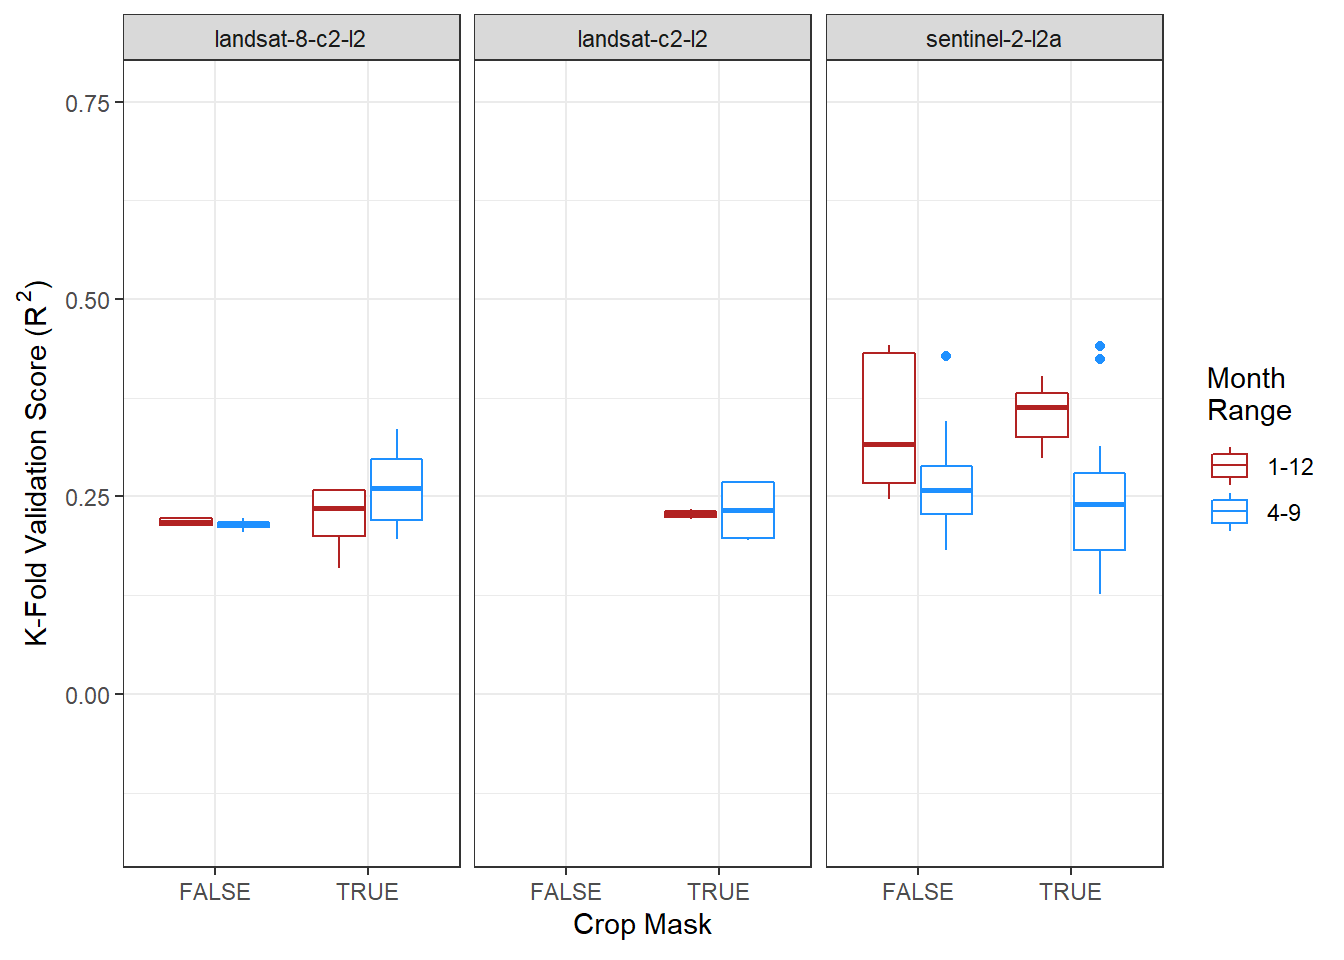 landsat-8-c2-l2
landsat-c2-l2
sentinel-2-l2a
0.75
0.50
0.25
0.00
K-Fold Validation Score (R²)
FALSE
TRUE
FALSE
TRUE
FALSE
TRUE
Crop Mask
Month
Range
1-12
4-9